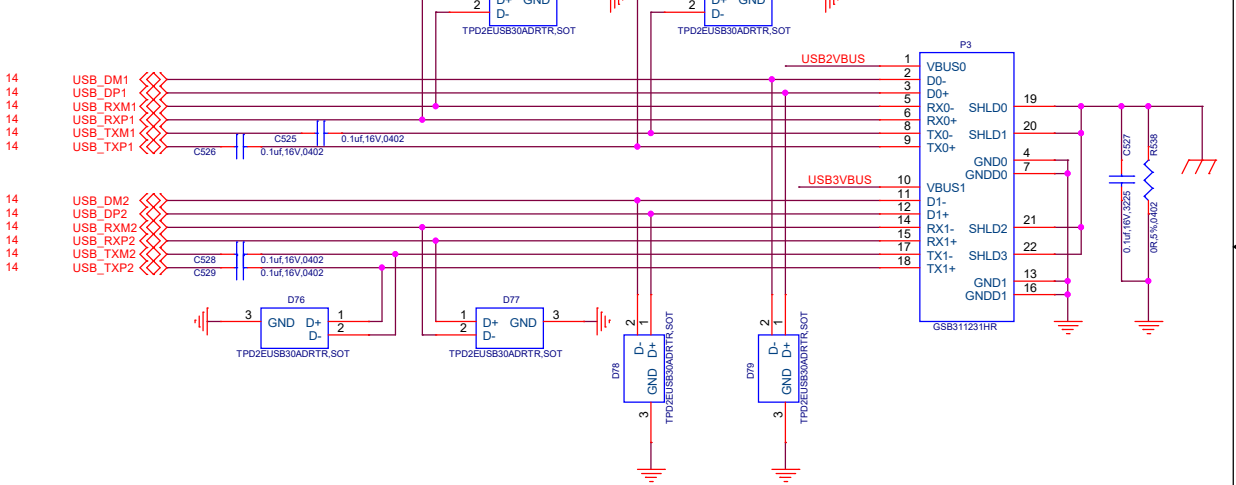 2 D+ GND
D-
TPD2EUSB30ADRTR,SOT
2 D+ GND
D-
TPD2EUSB30ADRTR,SOT
P3
USB2VBUS 1 VBUS0
14 USB_DM1 2 D0-
14 USB_DP1 3 D0+
14 USB_RXM1 5 RX0- SHLD0 19
14 USB_RXP1 6 RX0+
14 USB_TXM1 C525 0.1uf,16V,0402 8 TX0- SHLD1 20
14 USB_TXP1 C526 0.1uf,16V,0402 9 TX0+
GND0 4
GNDD0 7
C527
0.1uf,16V,3225
R538
0R,5%,0402
USB3VBUS 10 VBUS1
14 USB_DM2 11 D1-
14 USB_DP2 12 D1+
14 USB_RXM2 14 RX1- SHLD2 21
14 USB_RXP2 15 RX1+
14 USB_TXM2 C528 0.1uf,16V,0402 17 TX1- SHLD3 22
14 USB_TXP2 C529 0.1uf,16V,0402 18 TX1+
GND1 13
GNDD1 16
GSB311231HR
D76
3 GND D+ 1
D- 2
TPD2EUSB30ADRTR,SOT
D77
1 D+ GND 3
2 D-
TPD2EUSB30ADRTR,SOT
D78
2 1
D- D+
GND
3
TPD2EUSB30ADRTR,SOT
D79
2 1
D- D+
GND
3
TPD2EUSB30ADRTR,SOT